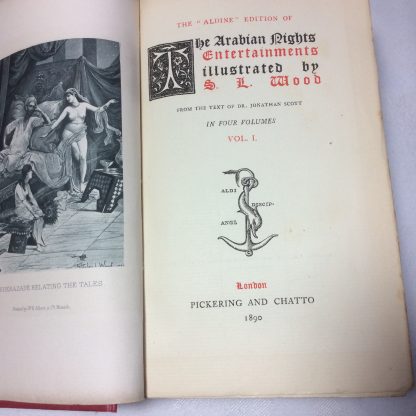 THE "ALDINE" EDITION OF
The Arabian Nights
Entertainments
illustrated by
S. L. Wood
FROM THE TEXT OF DR. JONATHAN SCOTT
IN FOUR VOLUMES
VOL. I.
ALDI
DISCIP-
ANGL
London
PICKERING AND CHATTO
1890
RELATING THE TALES